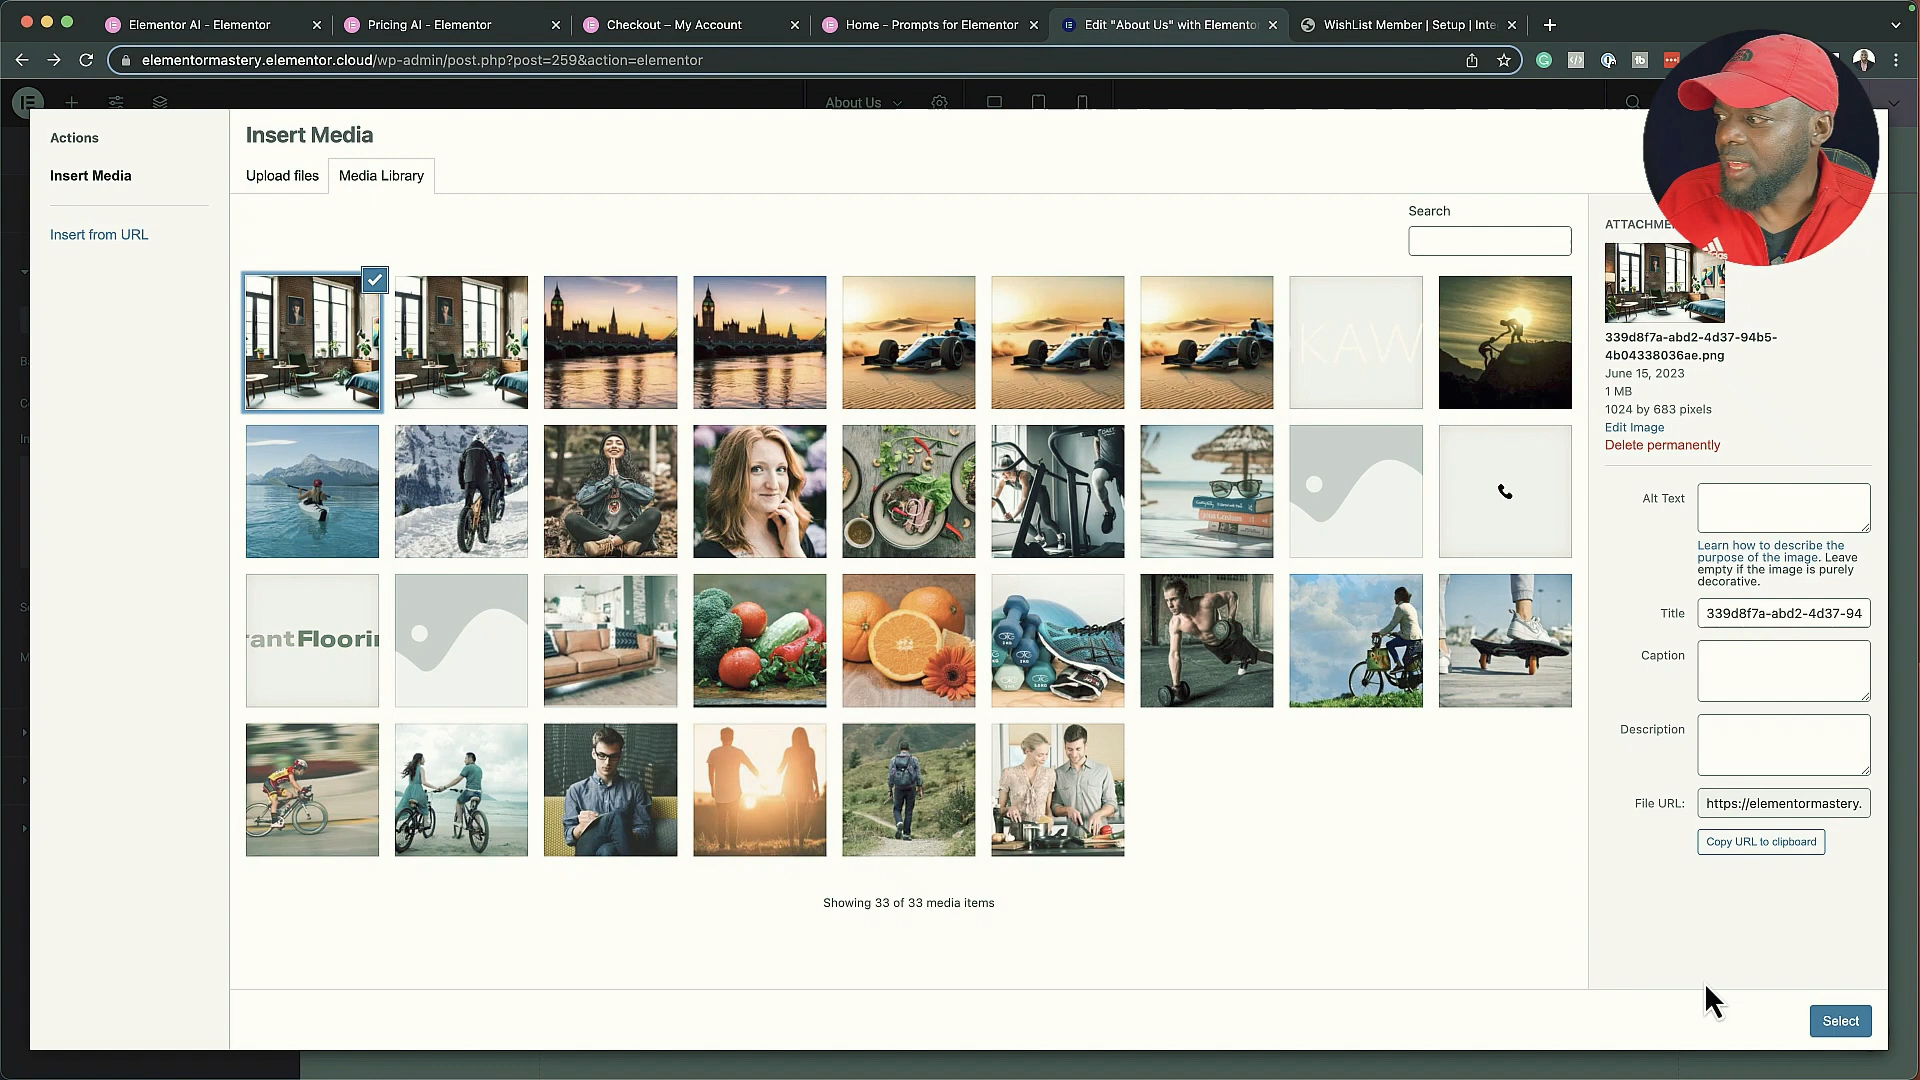 Elementor AI - Elementor
Pricing AI - Elementor
Checkout – My Account
Home - Prompts for Elementor
Edit "About Us" with Elemento
WishList Member | Setup | Inte
elementormastery.elementor.cloud/wp-admin/post.php?post=259&action=elementor
About Us
Actions
Insert Media
Insert from URL
Insert Media
Upload files
Media Library
Search
KAW
antFloorin
Showing 33 of 33 media items
ATTACHME
339d8f7a-abd2-4d37-94b5-
4b04338036ae.png
June 15, 2023
1 MB
1024 by 683 pixels
Edit Image
Delete permanently
Alt Text
Learn how to describe the
purpose of the image. Leave
empty if the image is purely
decorative.
Title
339d8f7a-abd2-4d37-94
Caption
Description
File URL:
https://elementormastery.
Copy URL to clipboard
Select